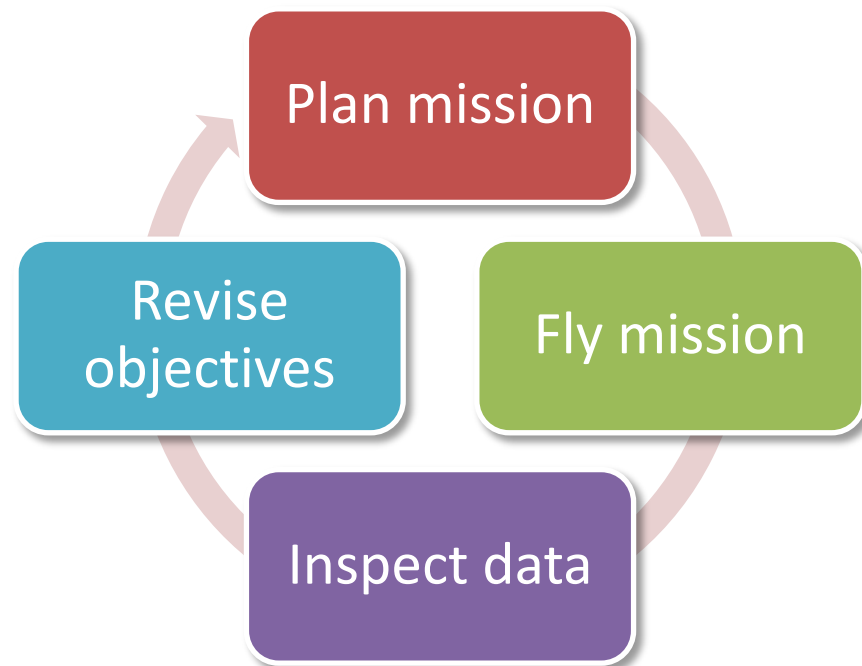 Plan mission
Fly mission
Inspect data
Revise
objectives